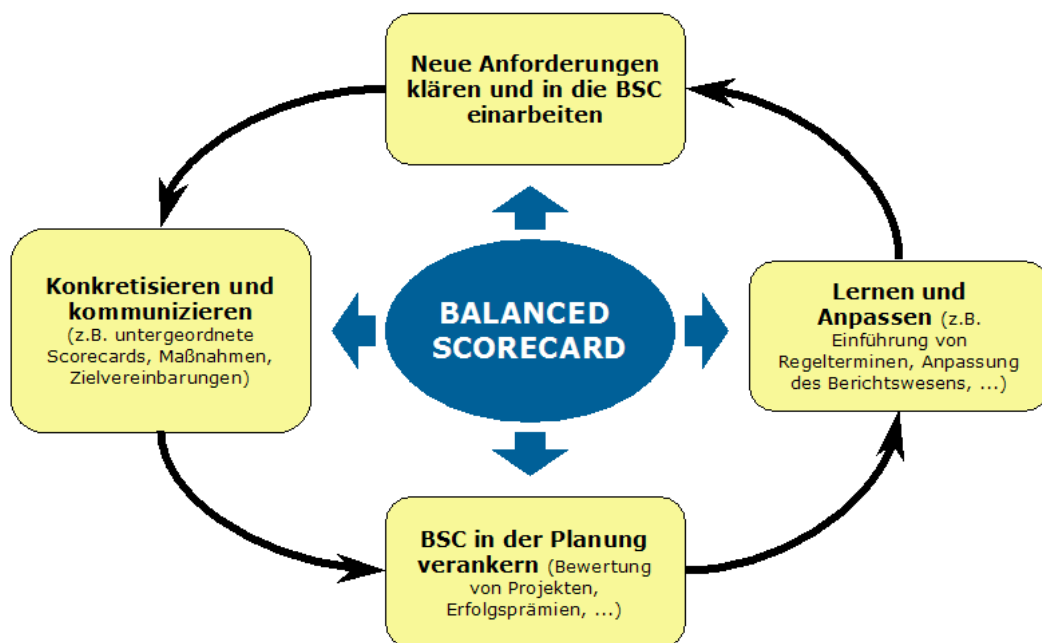 Neue Anforderungen
klären und in die BSC
einarbeiten
Konkretisieren und
kommunizieren
(z.B. untergeordnete
Scorecards, Maßnahmen,
Zielvereinbarungen)
BALANCED
SCORECARD
Lernen und
Anpassen (z.B.
Einführung von
Regelterminen, Anpassung
des Berichtswesens, ...)
BSC in der Planung
verankern (Bewertung
von Projekten,
Erfolgsprämien, ...)